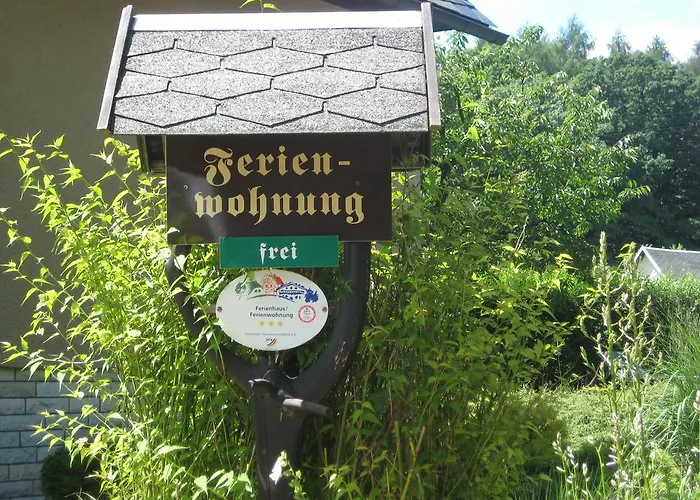 Ferien-
wohnung
frei
Ferienhaus/
Ferienwohnung